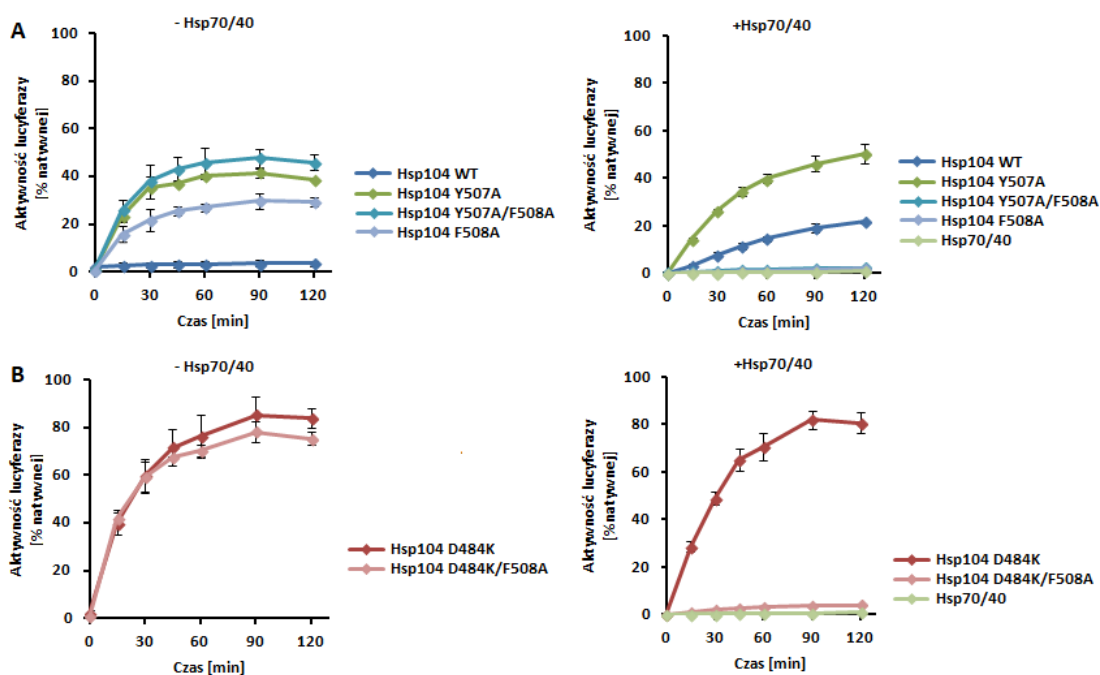 A
- Hsp70/40
Aktywność lucyferazy
[% natywnej]
100
80
60
40
20
0
0 30 60 90 120
Czas [min]
Hsp104 WT
Hsp104 Y507A
Hsp104 Y507A/F508A
Hsp104 F508A
+Hsp70/40
Aktywność lucyferazy
[% natywnej]
100
80
60
40
20
0
0 30 60 90 120
Czas [min]
Hsp104 WT
Hsp104 Y507A
Hsp104 Y507A/F508A
Hsp104 F508A
Hsp70/40
B
- Hsp70/40
Aktywność lucyferazy
[% natywnej]
100
80
60
40
20
0
0 30 60 90 120
Czas [min]
Hsp104 D484K
Hsp104 D484K/F508A
+Hsp70/40
Aktywność lucyferazy
[%natywnej]
100
80
60
40
20
0
0 30 60 90 120
Czas [min]
Hsp104 D484K
Hsp104 D484K/F508A
Hsp70/40